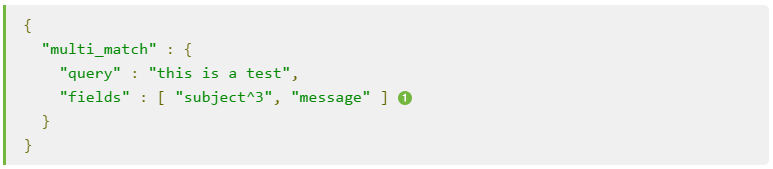 {
"multi_match" : {
"query" : "this is a test",
"fields" : [ "subject^3", "message" ] 1
}
}